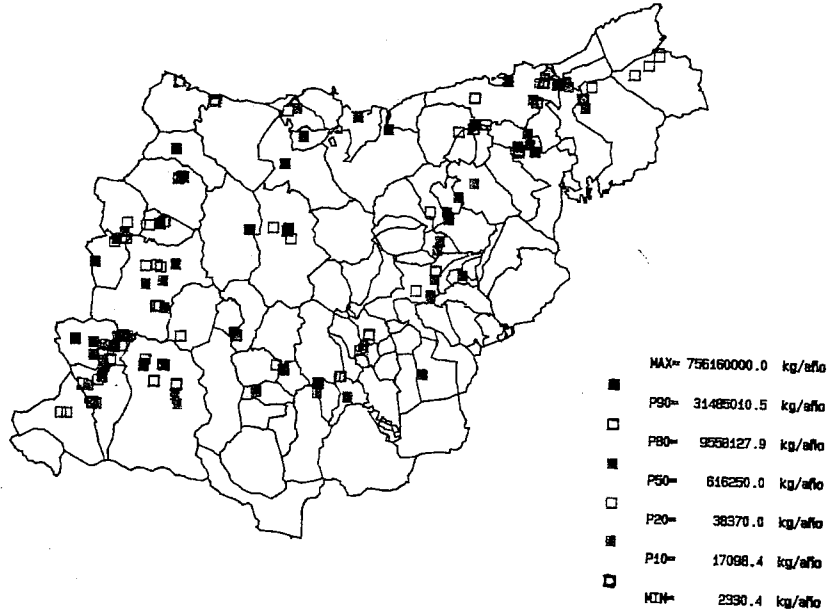 MAX= 756160000.0 kg/año
P90= 31485010.5 kg/año
P80= 9558127.9 kg/año
P50= 616250.0 kg/año
P20= 38370.0 kg/año
P10= 17098.4 kg/año
MIN= 2330.4 kg/año